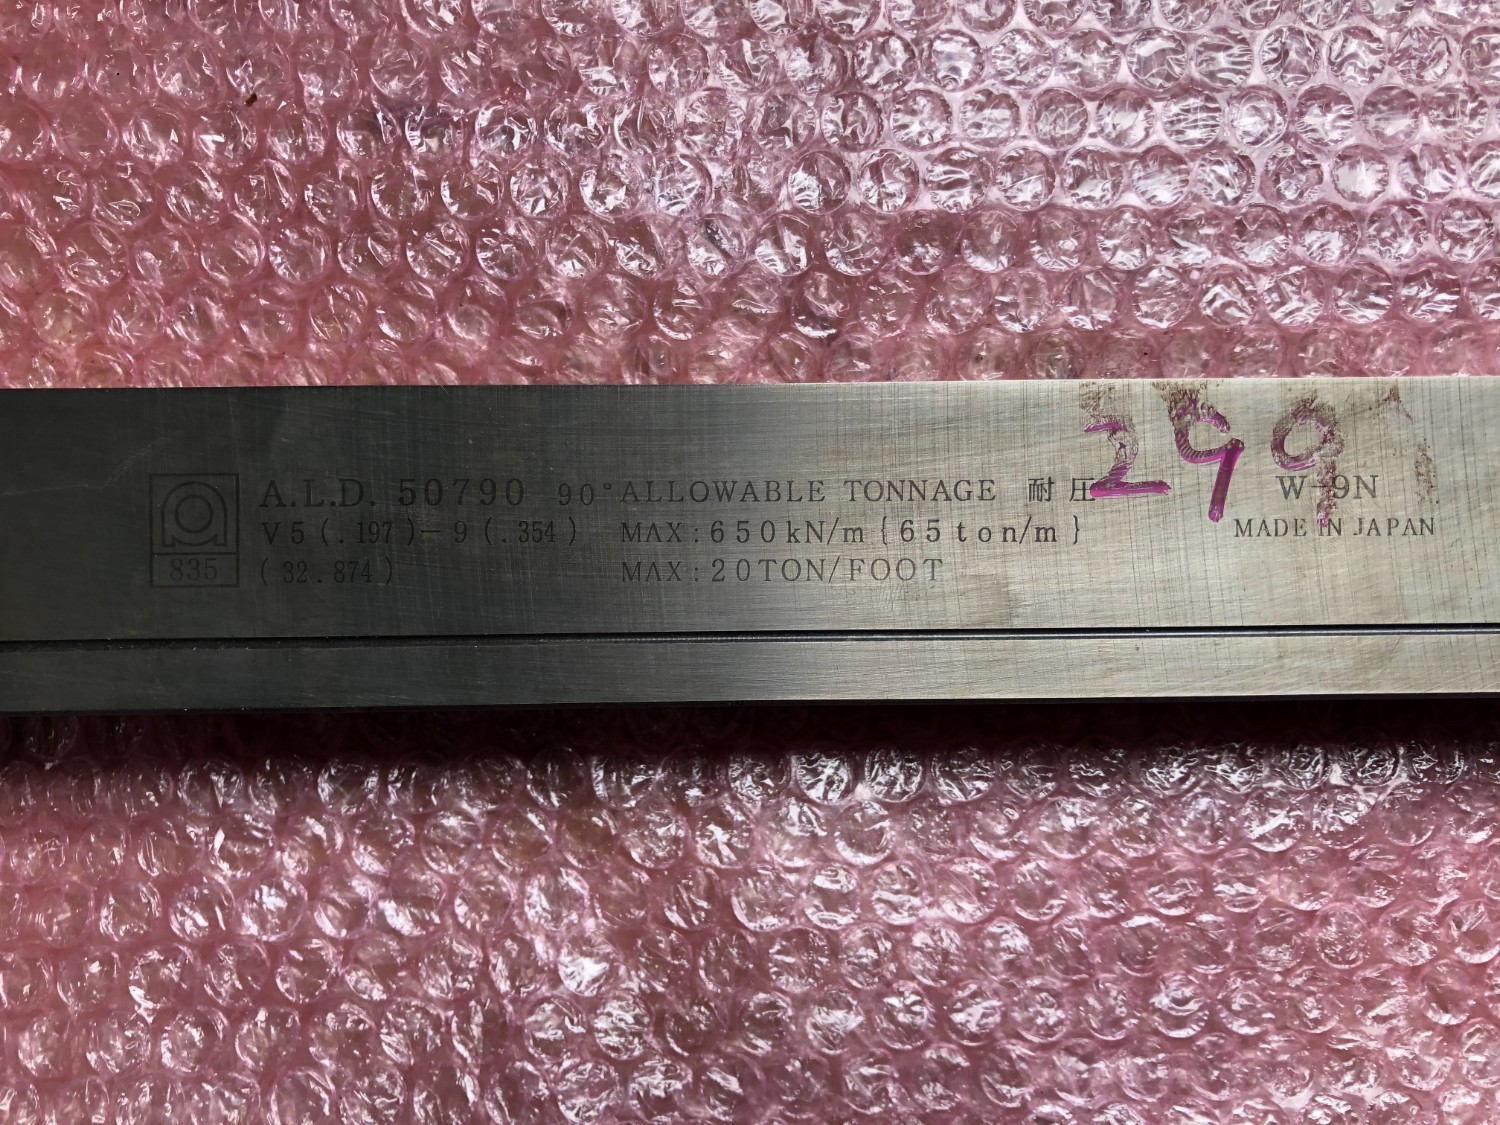 A.L.D. 50790 90° ALLOWABLE TONNAGE 耐圧 W-9N
V5(.197)-9(.354) MAX:650kN/m{65ton/m} MADE IN JAPAN
835 (32.874) MAX:20TON/FOOT
299